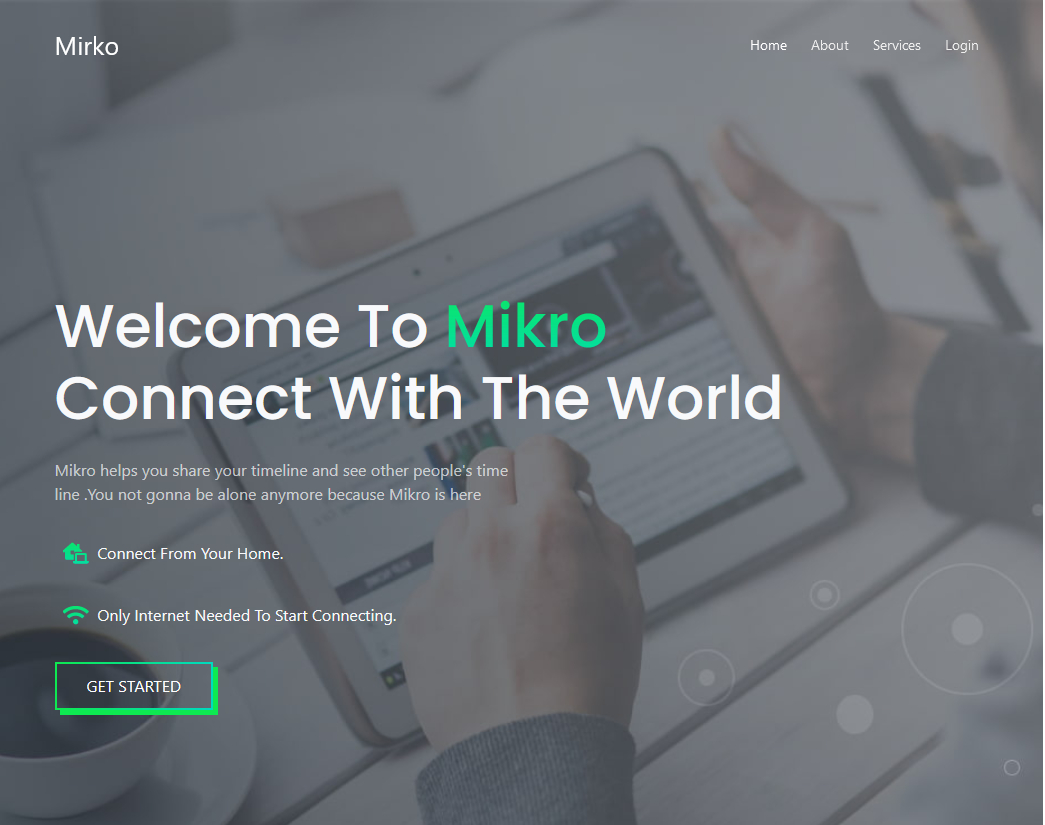 Mirko
Home About Services Login
Welcome To Mikro
Connect With The World
Mikro helps you share your timeline and see other people's time
line .You not gonna be alone anymore because Mikro is here
Connect From Your Home.
Only Internet Needed To Start Connecting.
GET STARTED